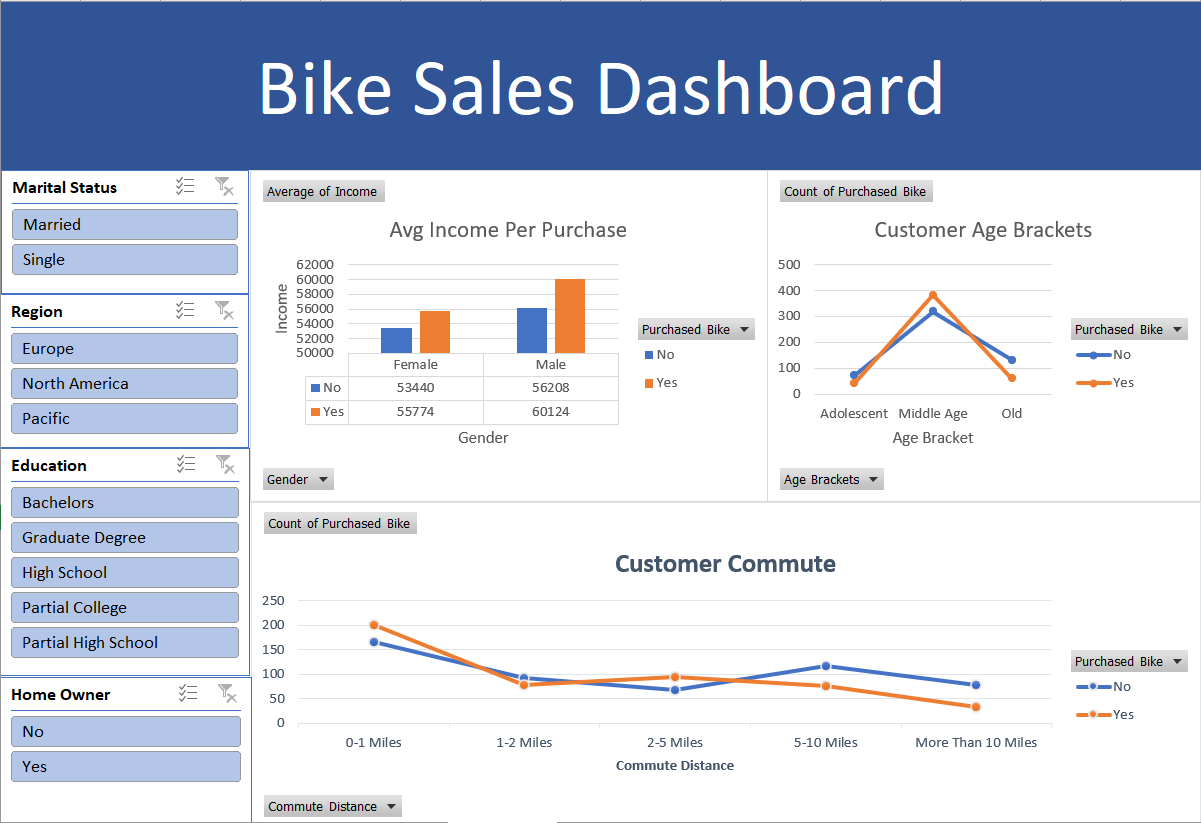 Bike Sales Dashboard
Marital Status
Married
Single
Region
Europe
North America
Pacific
Education
Bachelors
Graduate Degree
High School
Partial College
Partial High School
Home Owner
No
Yes
Average of Income
Avg Income Per Purchase
Income
62000
60000
58000
56000
54000
52000
50000
Female Male
No 53440 56208
Yes 55774 60124
Gender
Purchased Bike
No
Yes
Gender
Count of Purchased Bike
Customer Age Brackets
500
400
300
200
100
0
Adolescent Middle Age Old
Age Bracket
Purchased Bike
No
Yes
Age Brackets
Count of Purchased Bike
Customer Commute
250
200
150
100
50
0
0-1 Miles 1-2 Miles 2-5 Miles 5-10 Miles More Than 10 Miles
Commute Distance
Purchased Bike
No
Yes
Commute Distance